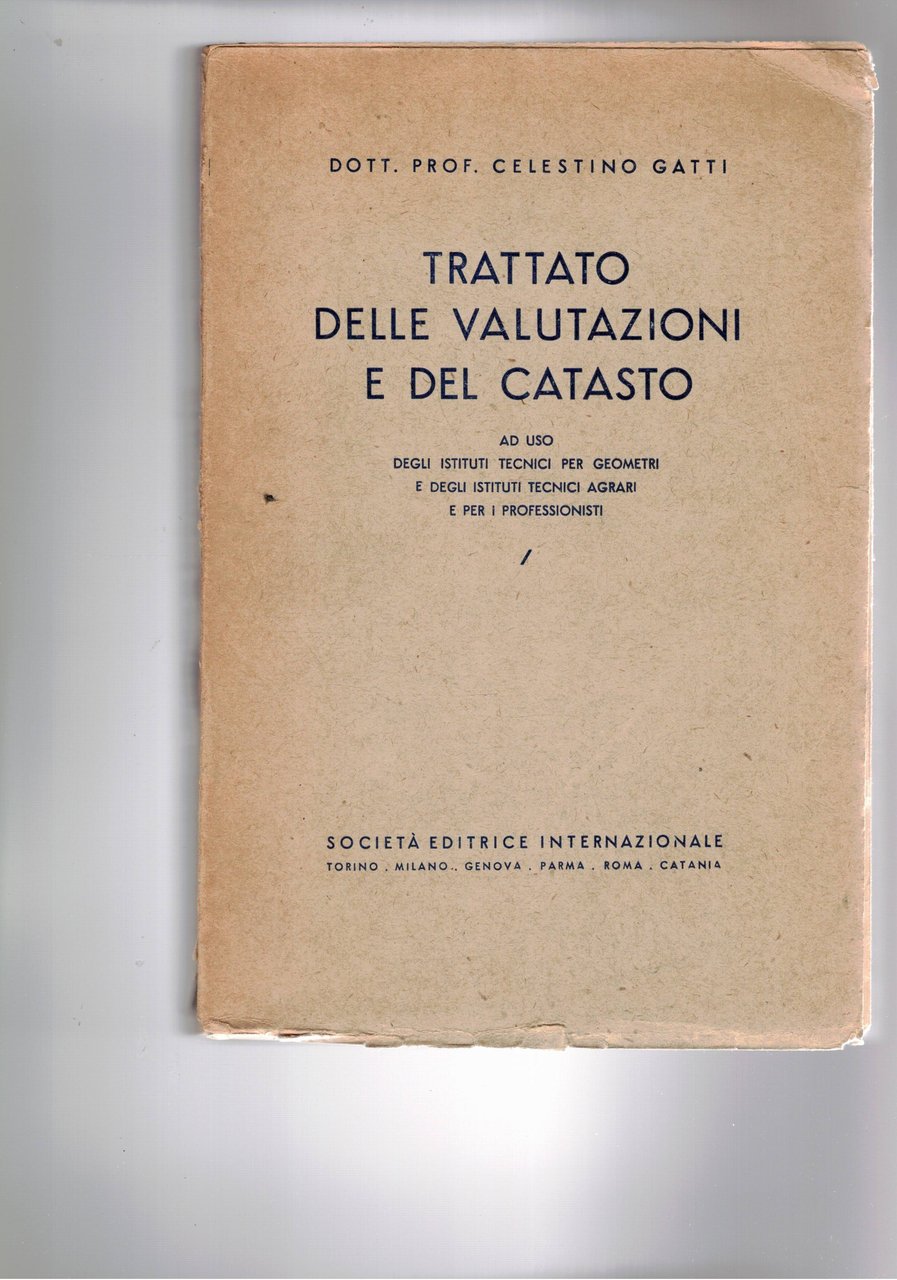 DOTT. PROF. CELESTINO GATTI
TRATTATO
DELLE VALUTAZIONI
E DEL CATASTO
AD USO
DEGLI ISTITUTI TECNICI PER GEOMETRI
E DEGLI ISTITUTI TECNICI AGRARI
E PER I PROFESSIONISTI
/
SOCIETÀ EDITRICE INTERNAZIONALE
TORINO . MILANO . GENOVA . PARMA . ROMA . CATANIA